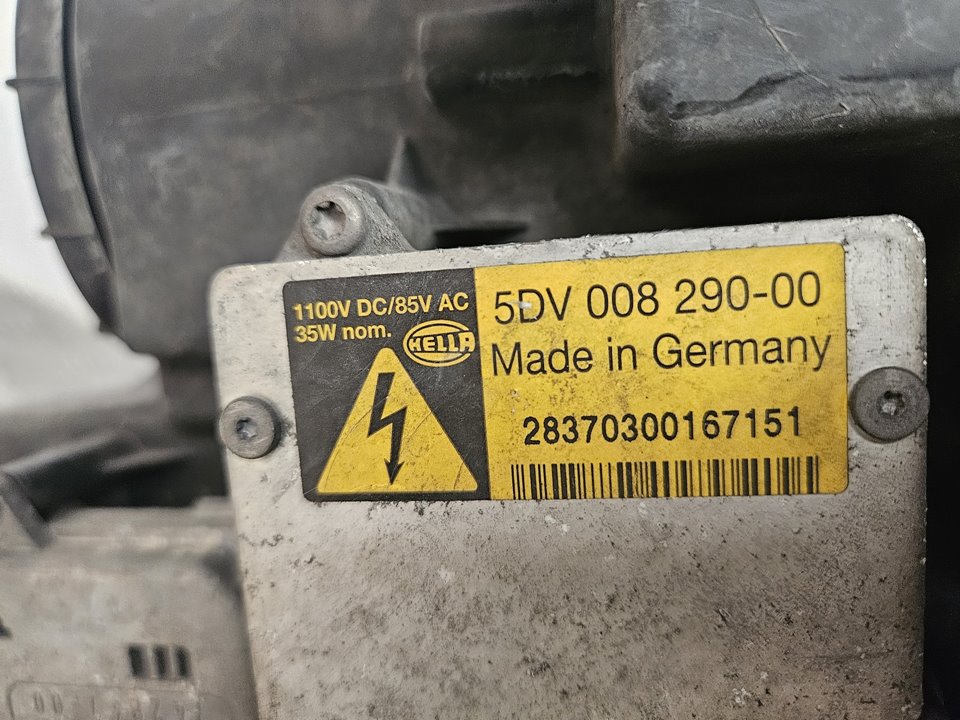 1100V DC/85V AC
35W nom.
HELLA
5DV 008 290-00
Made in Germany
28370300167151